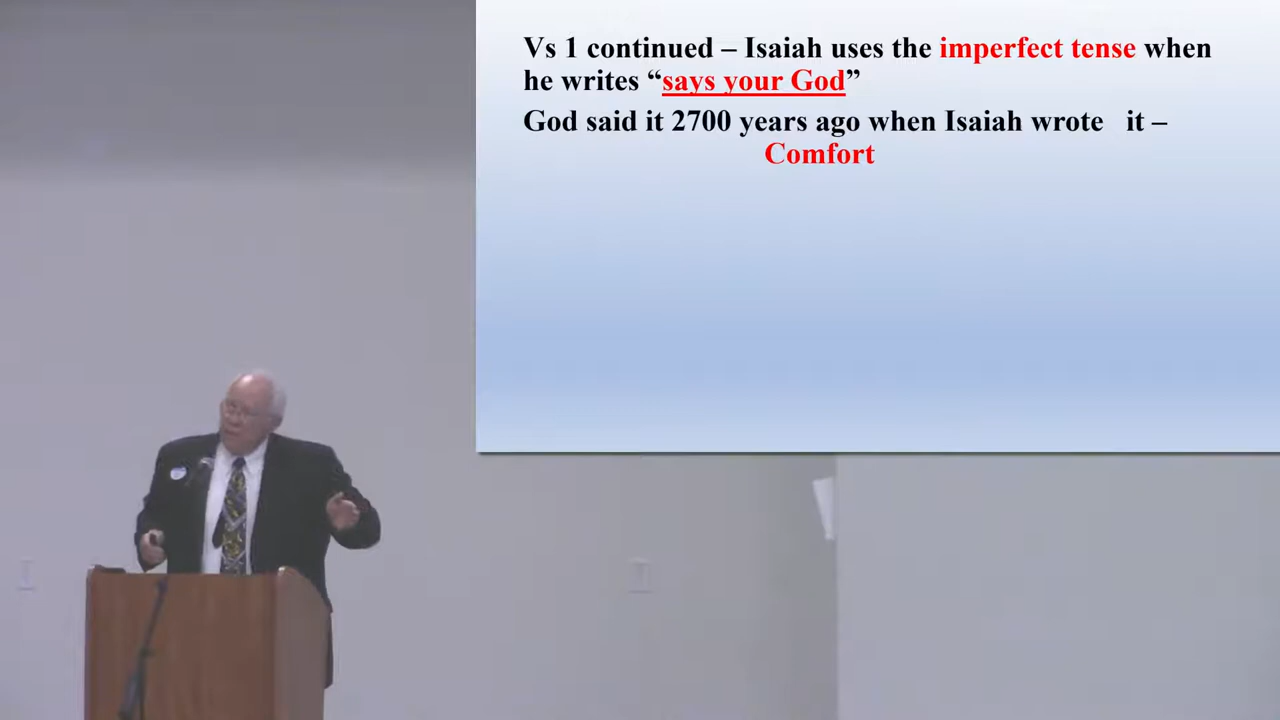 Vs 1 continued – Isaiah uses the imperfect tense when
he writes “says your God”
God said it 2700 years ago when Isaiah wrote it –
Comfort